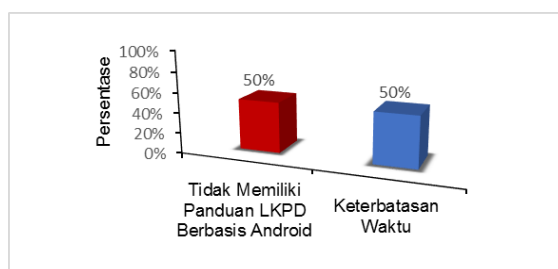 Persentase
100%
80%
60%
40%
20%
0%
50%
50%
Tidak Memiliki
Panduan LKPD
Berbasis Android
Keterbatasan
Waktu